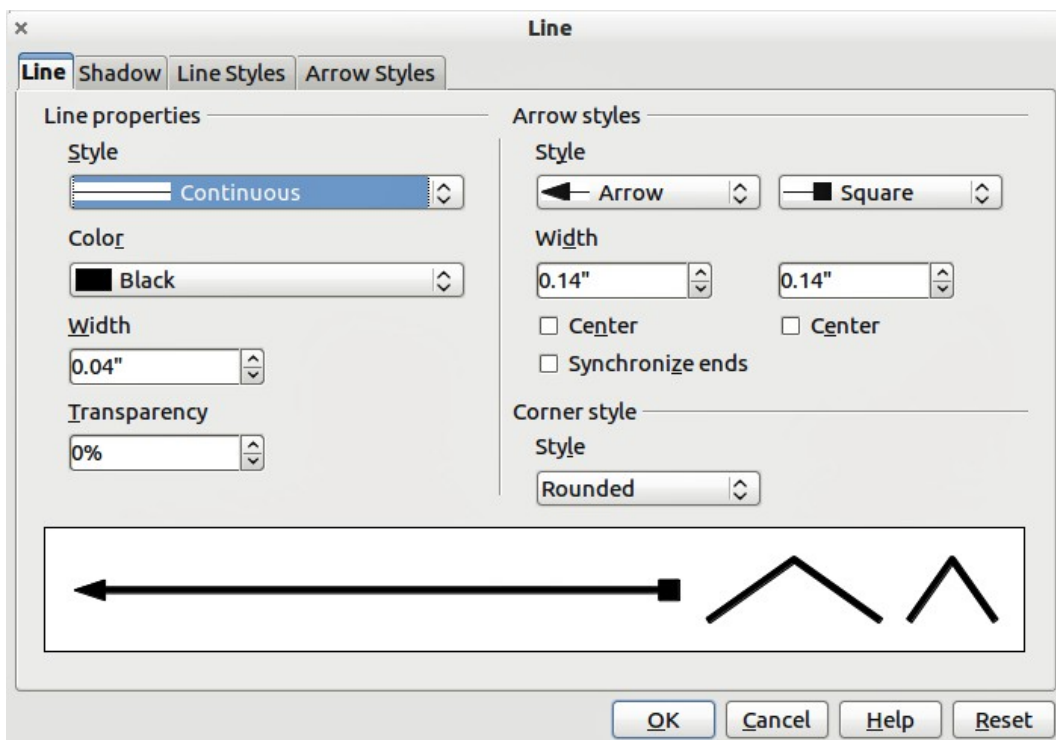 Line
Line Shadow Line Styles Arrow Styles
Line properties
Style
Continuous
Color
Black
Width
0.04"
Transparency
0%
Arrow styles
Style
Arrow Square
Width
0.14" 0.14"
Center Center
Synchronize ends
Corner style
Style
Rounded
OK Cancel Help Reset